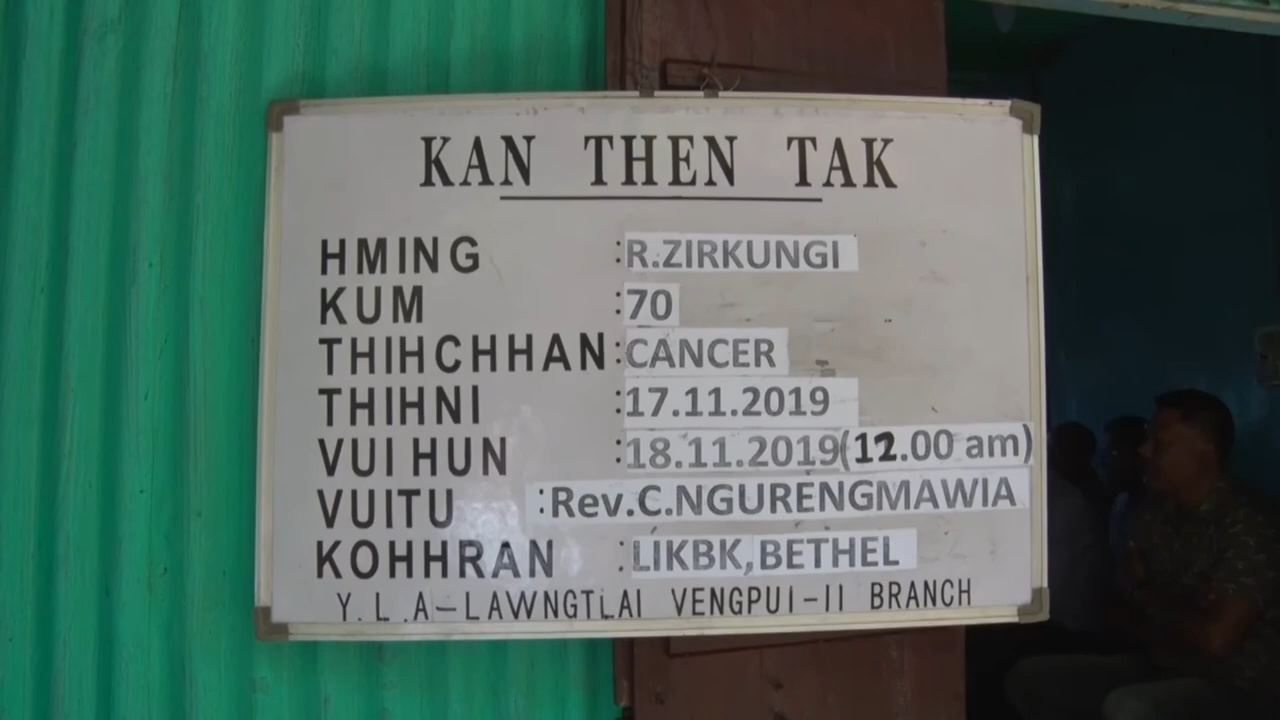 KAN THEN TAK
HMING :R.ZIRKUNGI
KUM :70
THIHCHHAN :CANCER
THIHNI :17.11.2019
VUI HUN :18.11.2019(12.00 am)
VUITU :Rev.C.NGURENGMAWIA
KOHHRAN :LIKBK,BETHEL
Y.L.A-LAWNGTLAI VENGPUI-II BRANCH